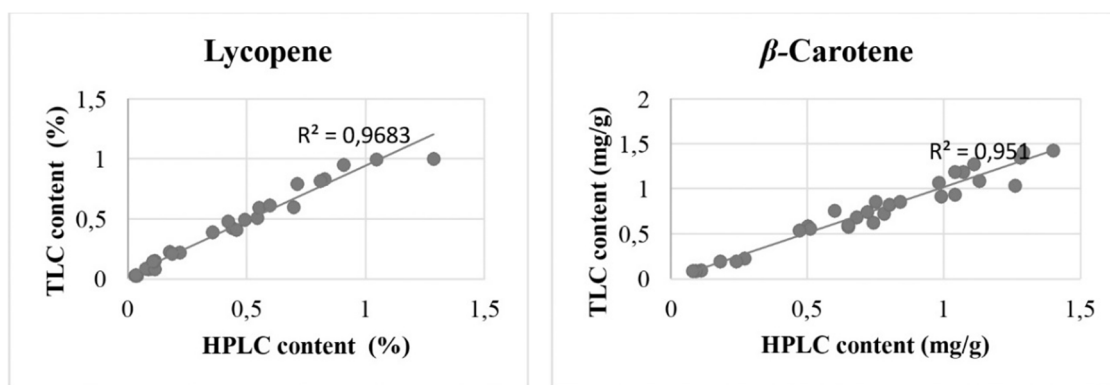 Lycopene
TLC content (%)
1,5
1
0,5
0
R² = 0,9683
0
0,5
1
1,5
HPLC content (%)
β-Carotene
TLC content (mg/g)
2
1,5
1
0,5
0
R² = 0,951
0
0,5
1
1,5
HPLC content (mg/g)